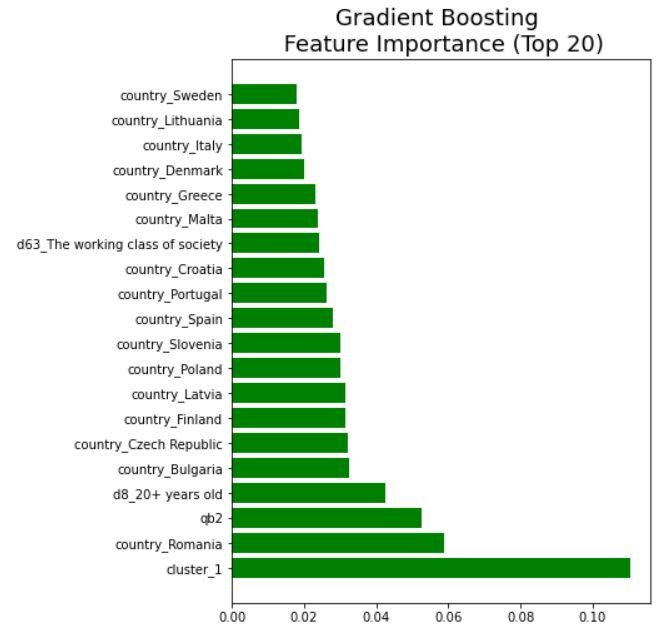 Gradient Boosting
Feature Importance (Top 20)
country_Sweden
country_Lithuania
country_Italy
country_Denmark
country_Greece
country_Malta
d63_The working class of society
country_Croatia
country_Portugal
country_Spain
country_Slovenia
country_Poland
country_Latvia
country_Finland
country_Czech Republic
country_Bulgaria
d8_20+ years old
qb2
country_Romania
cluster_1
0.00 0.02 0.04 0.06 0.08 0.10